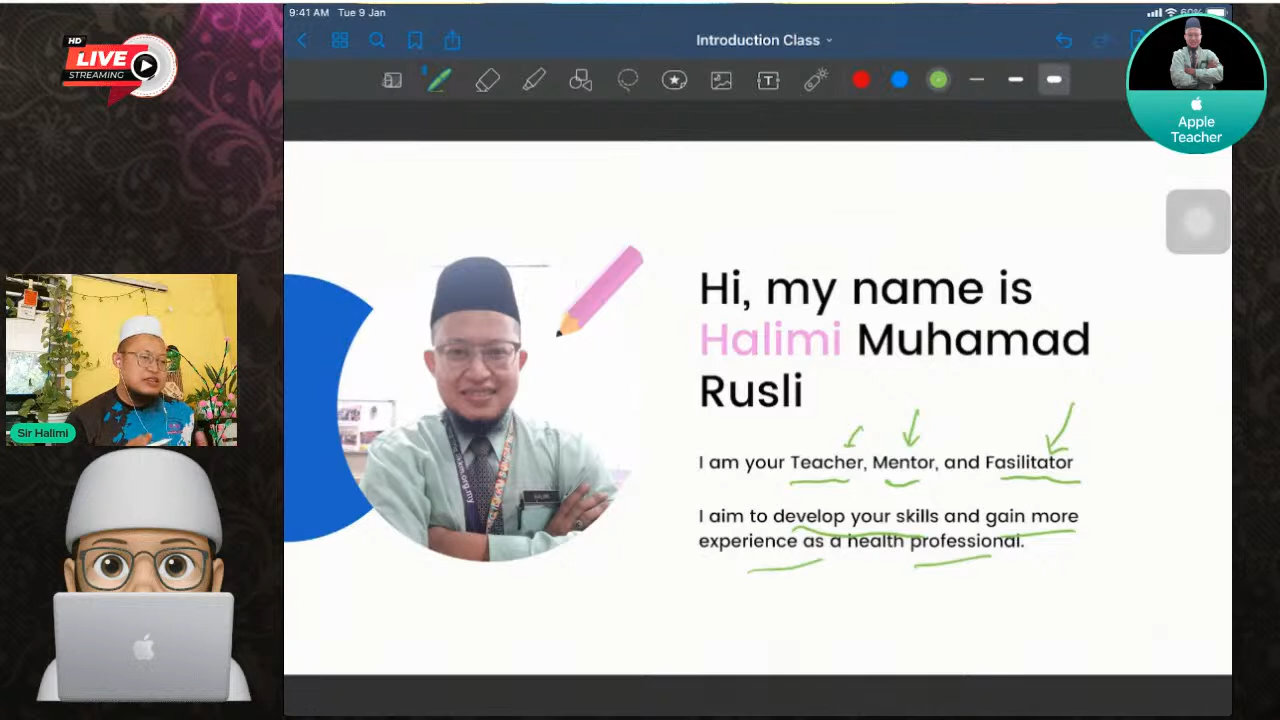 9:41 AM Tue 9 Jan
60%
HD
LIVE
STREAMING
Introduction Class
T
Apple
Teacher
Hi, my name is
Halimi Muhamad
Rusli
I am your Teacher, Mentor, and Fasilitator
I aim to develop your skills and gain more
experience as a health professional.
Sir Halimi